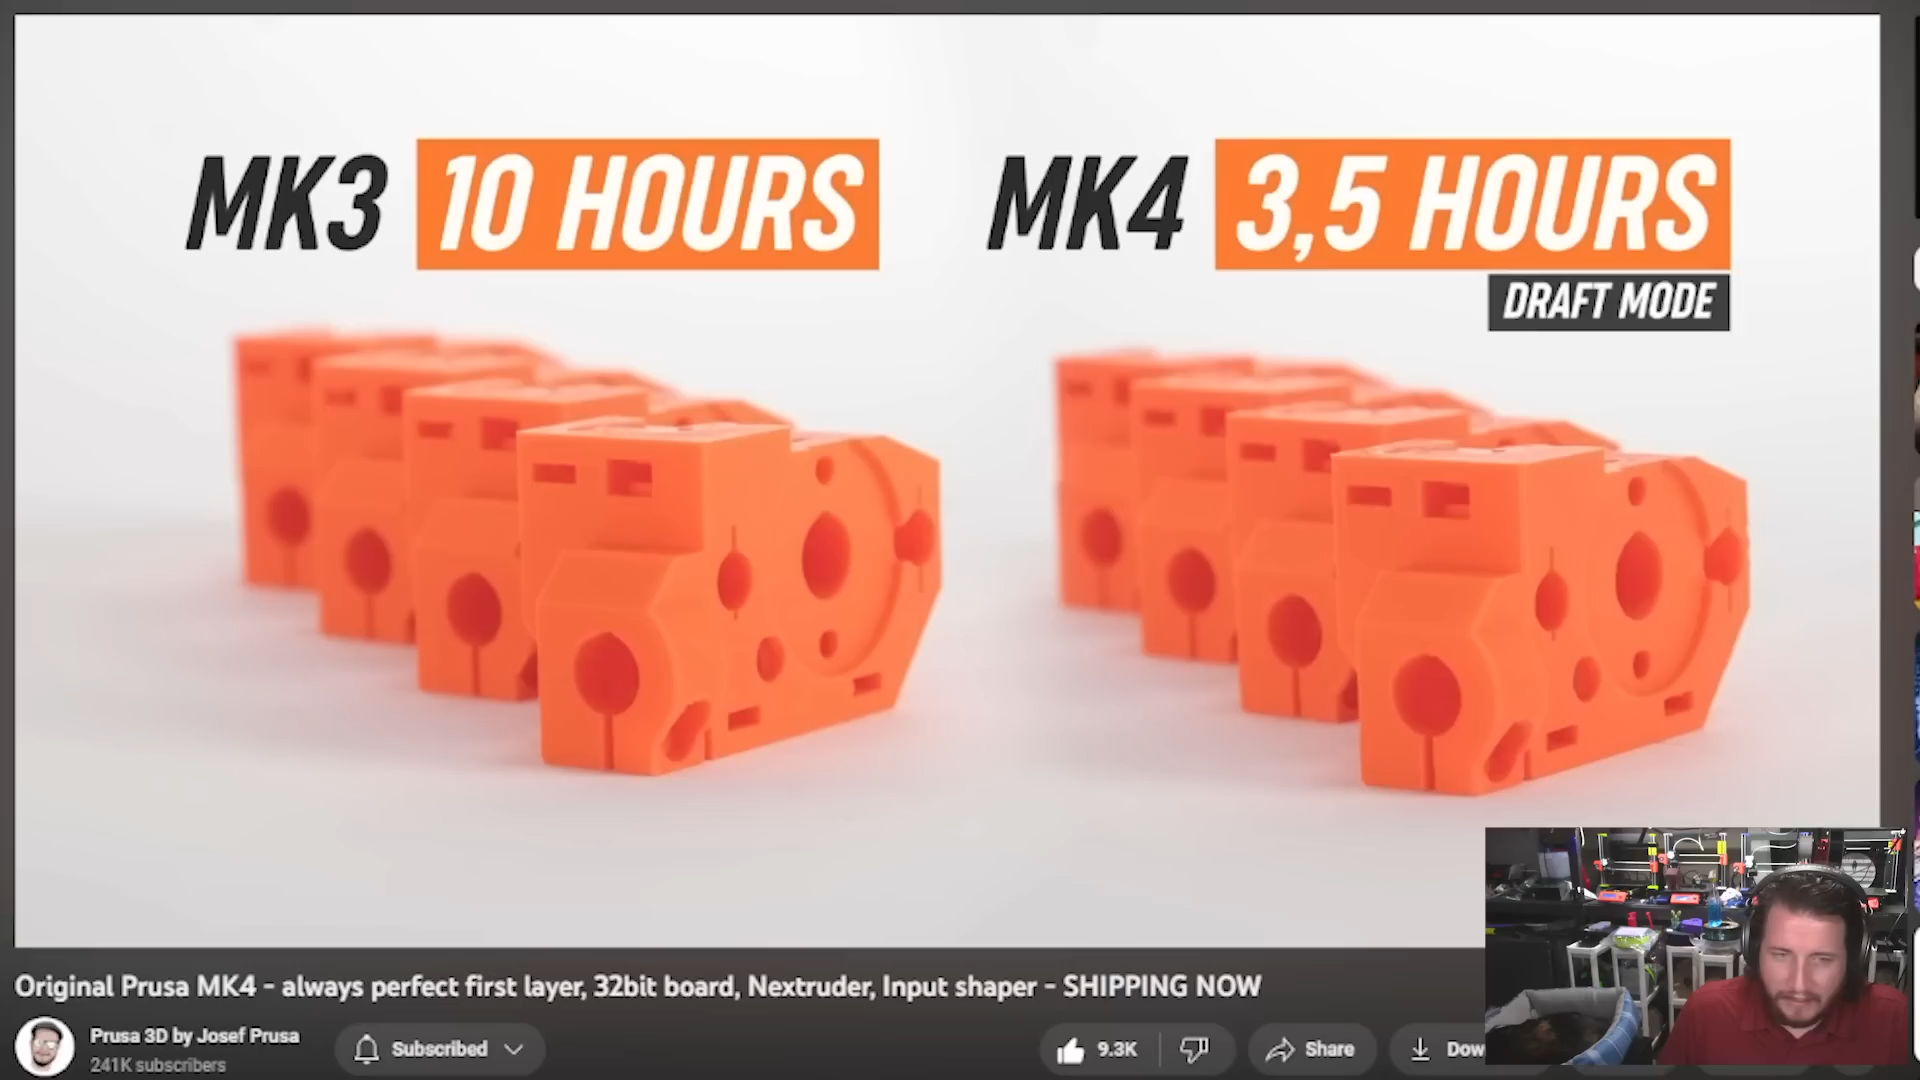 MK3 10 HOURS
MK4 3,5 HOURS
DRAFT MODE
Original Prusa MK4 - always perfect first layer, 32bit board, Nextruder, Input shaper - SHIPPING NOW
Prusa 3D by Josef Prusa
241K subscribers
Subscribed
9.3K
Share
Dow